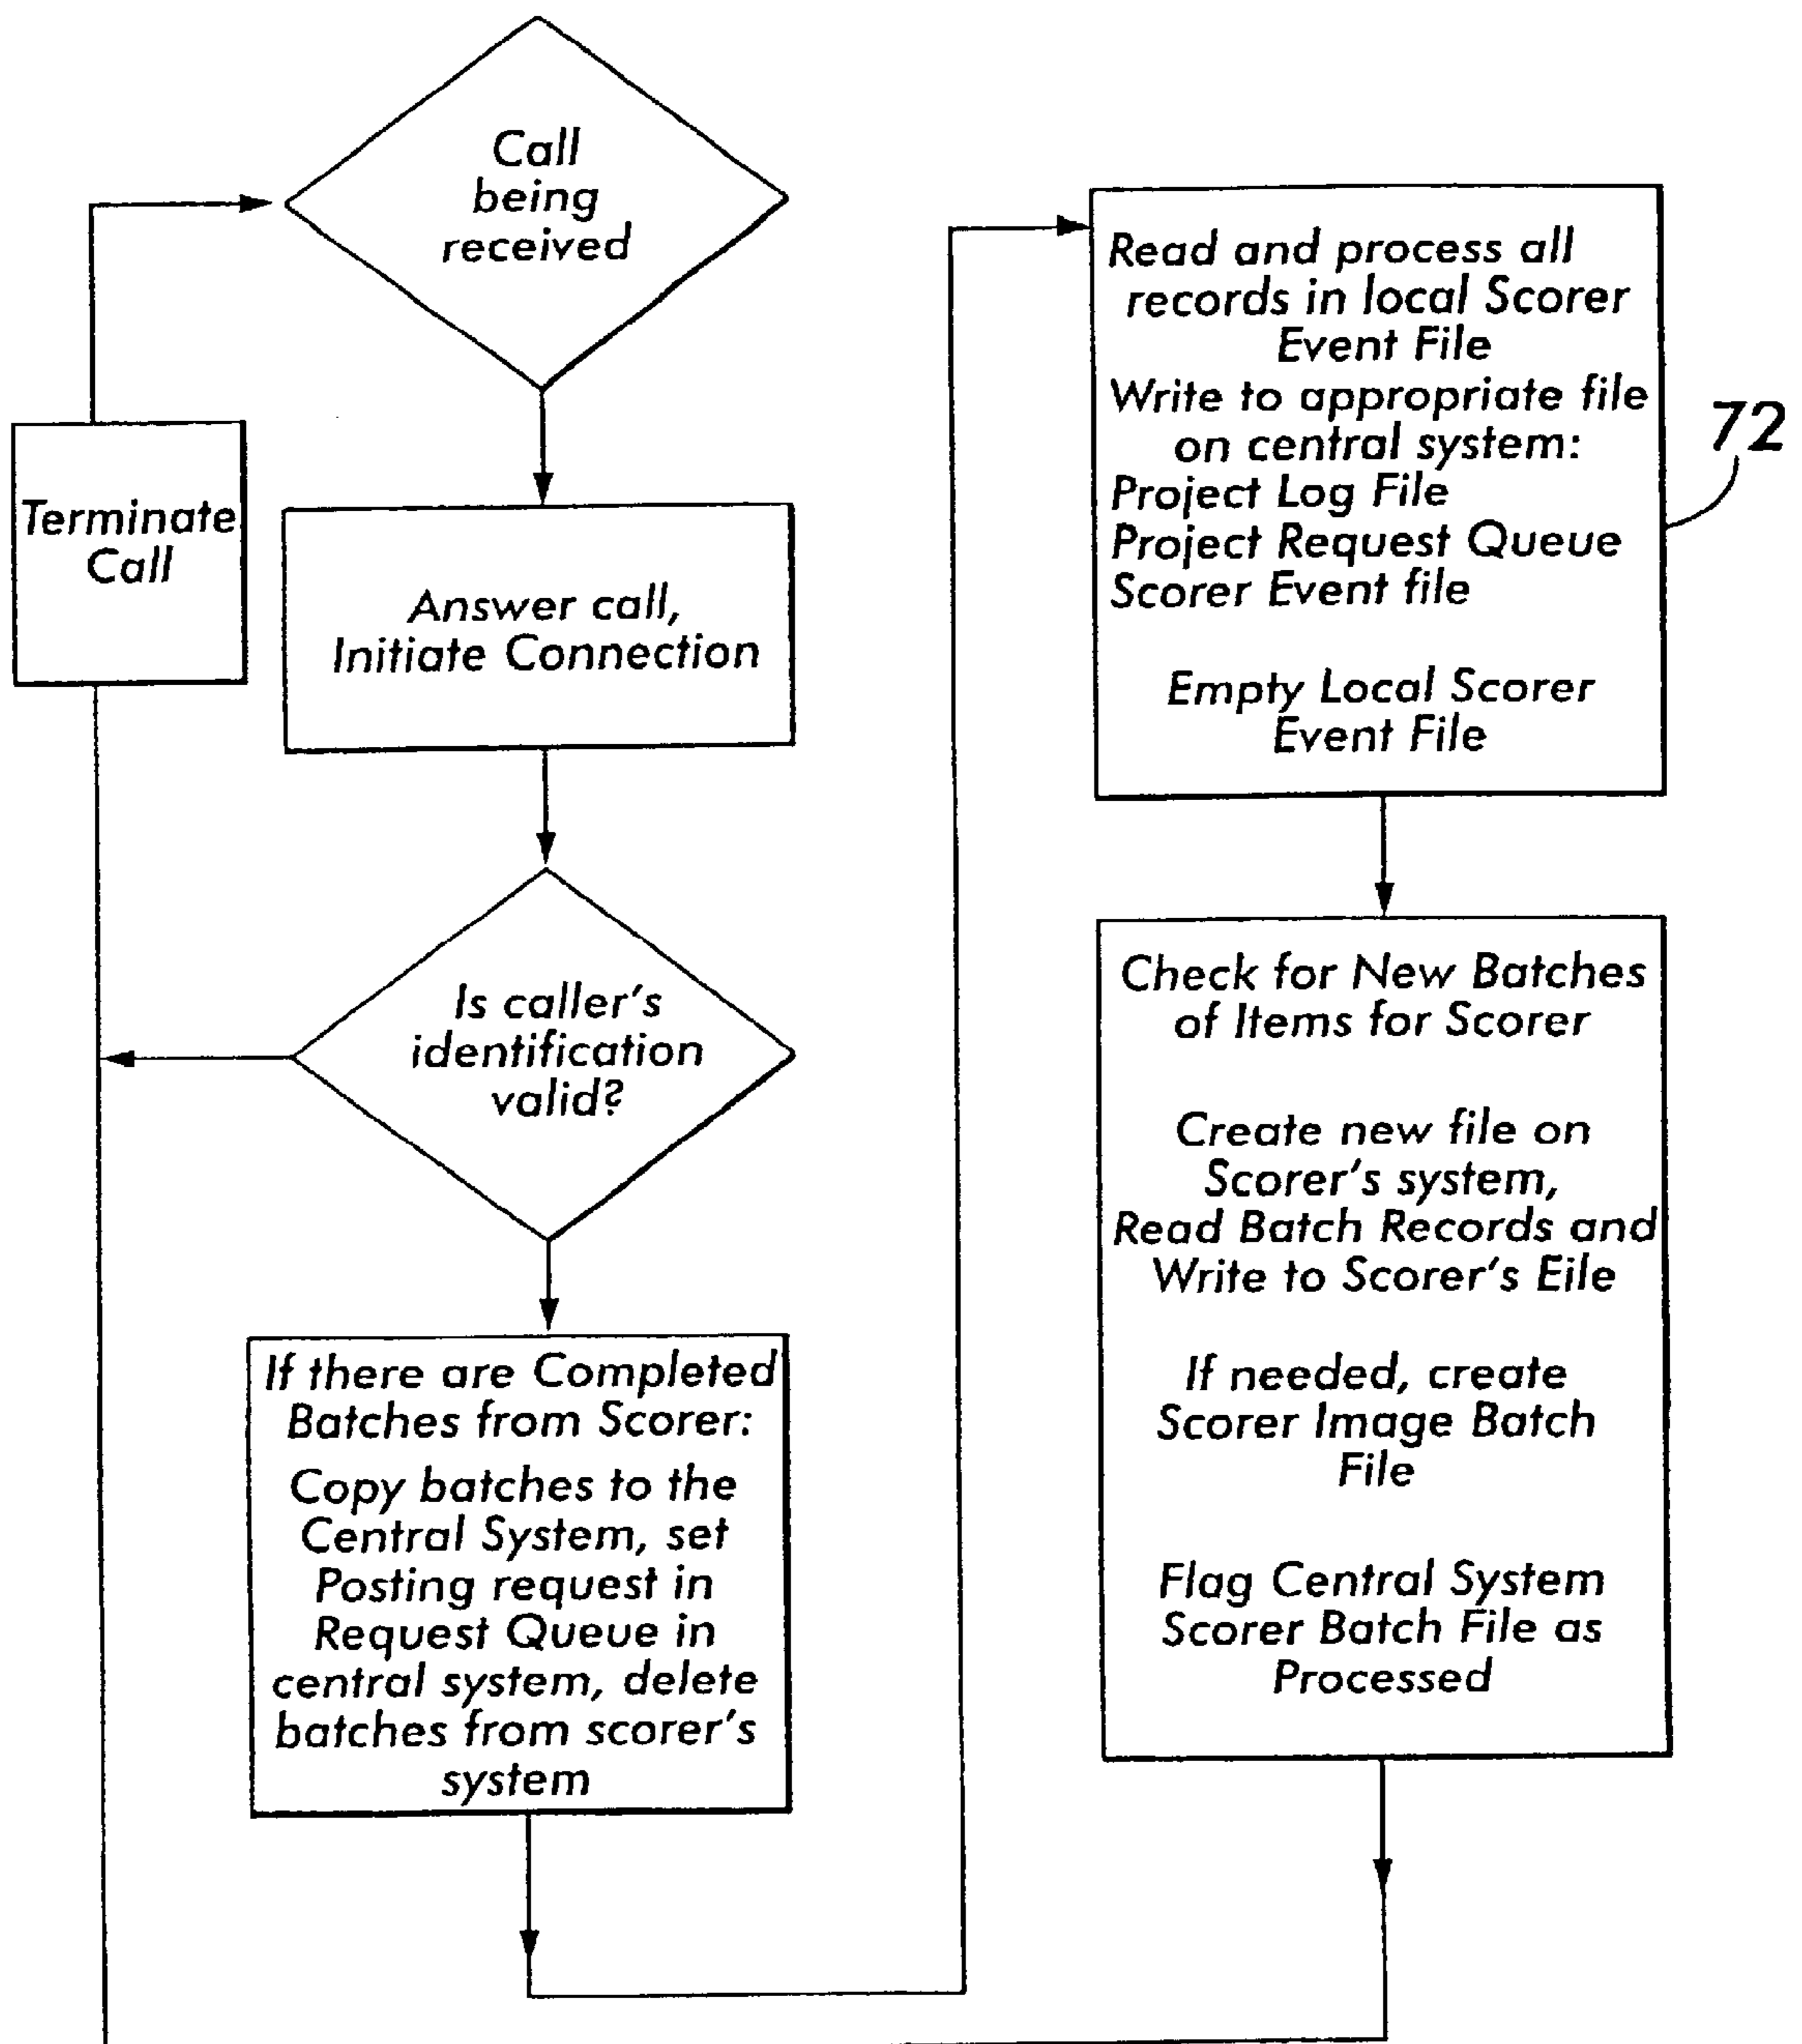 Call
being
received
Terminate
Call
Answer call,
Initiate Connection
Is caller's
identification
valid?
If there are Completed
Batches from Scorer:
Copy batches to the
Central System, set
Posting request in
Request Queue in
central system, delete
batches from scorer's
system
Read and process all
records in local Scorer
Event File
Write to appropriate file
on central system:
Project Log File
Project Request Queue
Scorer Event file
Empty Local Scorer
Event File
72
Check for New Batches
of Items for Scorer
Create new file on
Scorer's system,
Read Batch Records and
Write to Scorer's Eile
If needed, create
Scorer Image Batch
File
Flag Central System
Scorer Batch File as
Processed